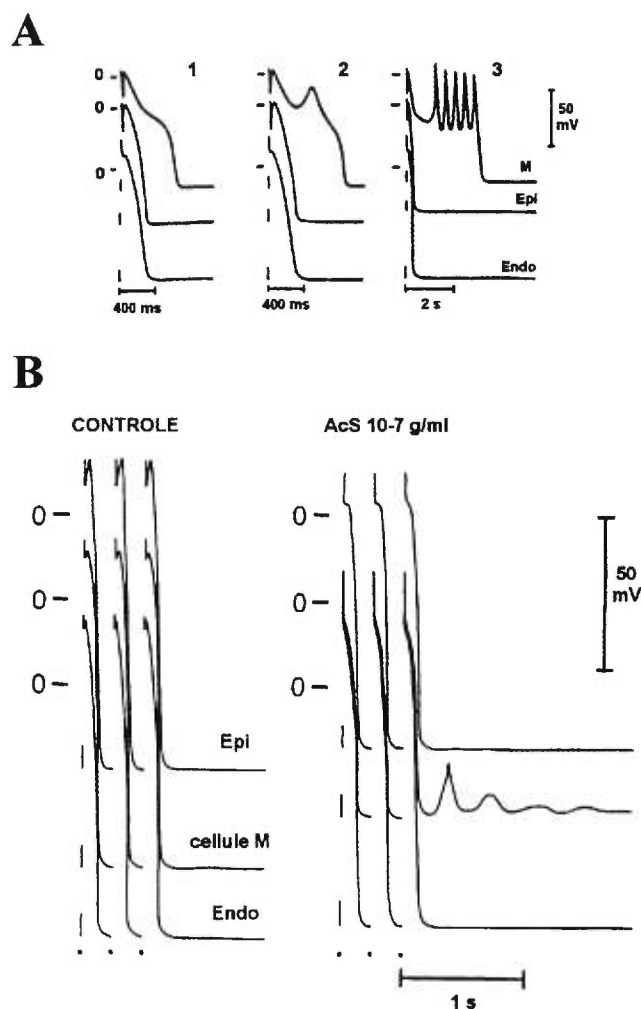 A
1 2 3
0 -
0 -
0 -
50
mV
M
Epi
Endo
400 ms 400 ms 2 s
B
CONTROLE AcS 10-7 g/ml
0 - 0 -
0 - 0 -
0 - 0 -
50
mV
Epi
cellule M
Endo
1 s